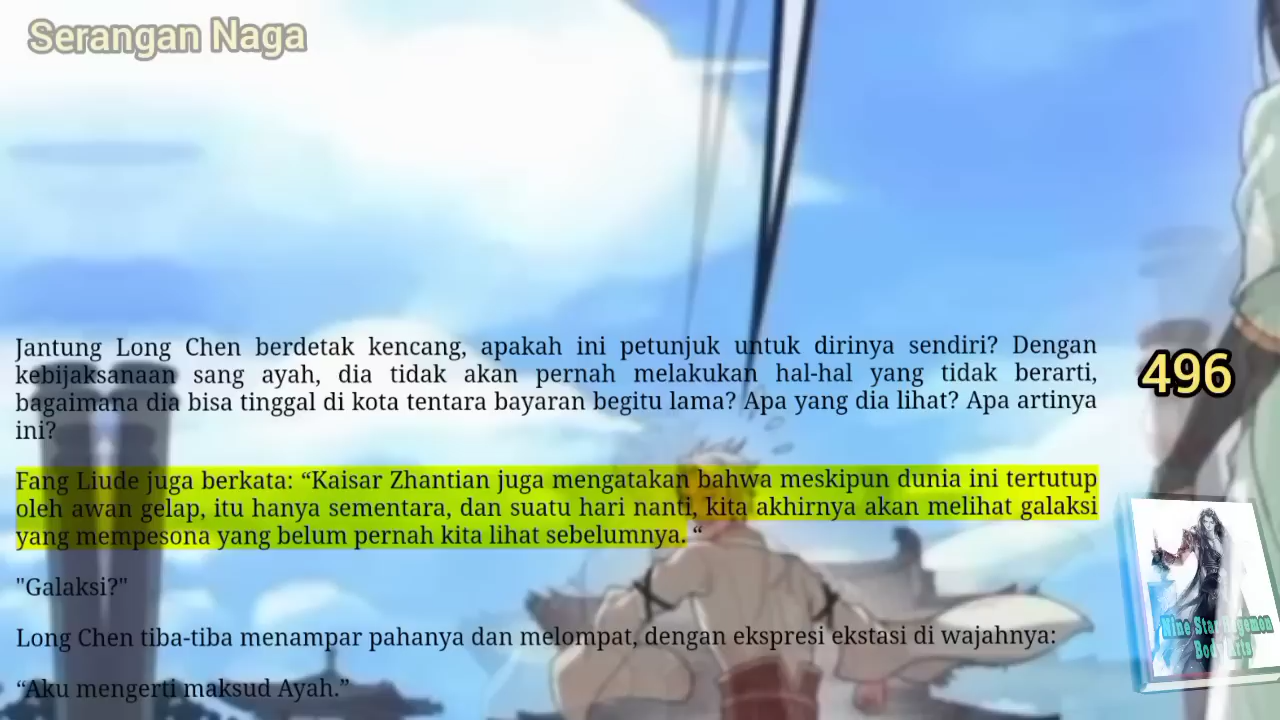 Serangan Naga
Jantung Long Chen berdetak kencang, apakah ini petunjuk untuk dirinya sendiri? Dengan
kebijaksanaan sang ayah, dia tidak akan pernah melakukan hal-hal yang tidak berarti,
bagaimana dia bisa tinggal di kota tentara bayaran begitu lama? Apa yang dia lihat? Apa artinya
ini?
496
Fang Liude juga berkata: “Kaisar Zhantian juga mengatakan bahwa meskipun dunia ini tertutup
oleh awan gelap, itu hanya sementara, dan suatu hari nanti, kita akhirnya akan melihat galaksi
yang mempesona yang belum pernah kita lihat sebelumnya. “
"Galaksi?"
Long Chen tiba-tiba menampar pahanya dan melompat, dengan ekspresi ekstasi di wajahnya:
“Aku mengerti maksud Ayah.”
Nine Star Hegemon
Body Arts